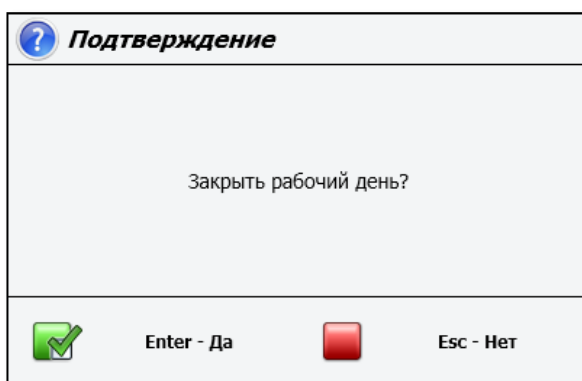 Подтверждение
Закрыть рабочий день?
Enter - Да
Esc - Нет